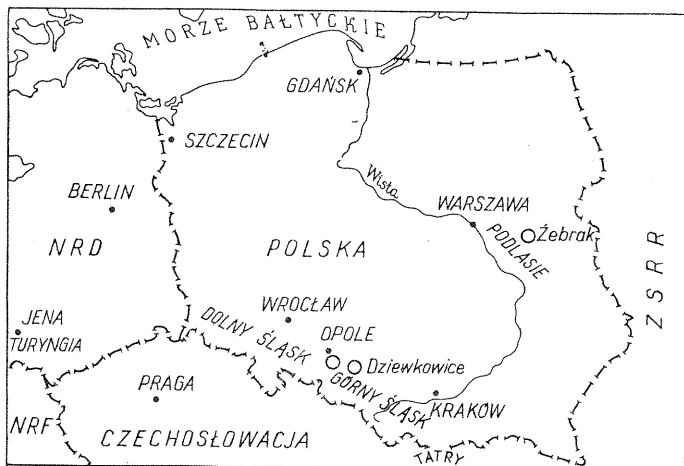 MORZE BAŁTYCKIE
GDAŃSK
SZCZECIN
Wisła
BERLIN
WARSZAWA
PODLASIE
Żebrak
NRD
POLSKA
ZSRR
WROCŁAW
JENA
TURYNGIA
DOLNY ŚLĄSK
OPOLE
Dziewkowice
GÓRNY ŚLĄSK
PRAGA
KRAKÓW
NRF
CZECHOSŁOWACJA
TATRY